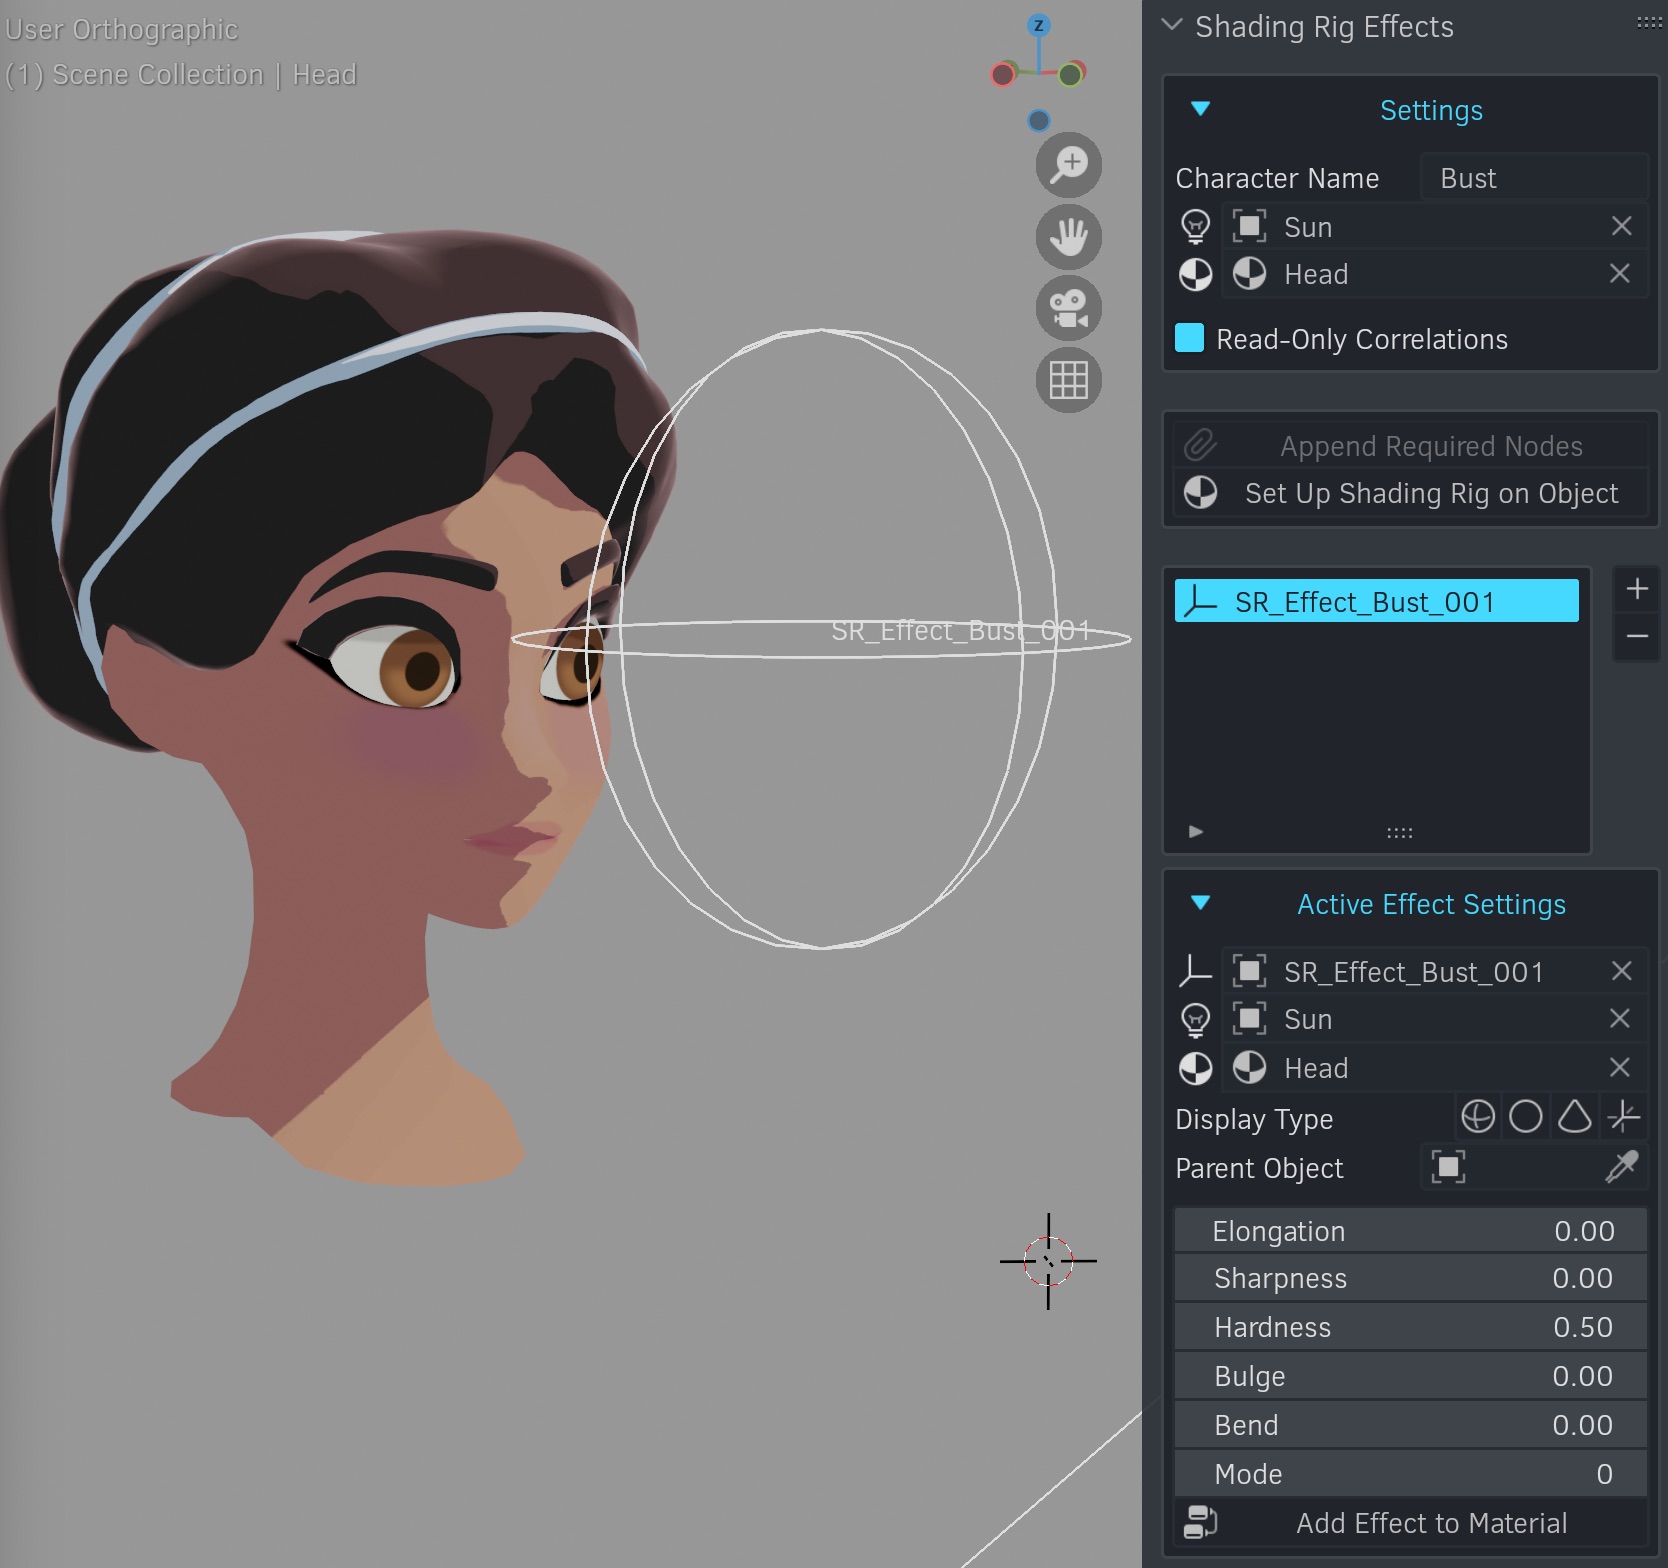 User Orthographic
(1) Scene Collection | Head
Z
SR_Effect_Bust_001
Shading Rig Effects
Settings
Character Name Bust
Sun
Head
Read-Only Correlations
Append Required Nodes
Set Up Shading Rig on Object
SR_Effect_Bust_001
Active Effect Settings
SR_Effect_Bust_001
Sun
Head
Display Type
Parent Object
Elongation 0.00
Sharpness 0.00
Hardness 0.50
Bulge 0.00
Bend 0.00
Mode 0
Add Effect to Material